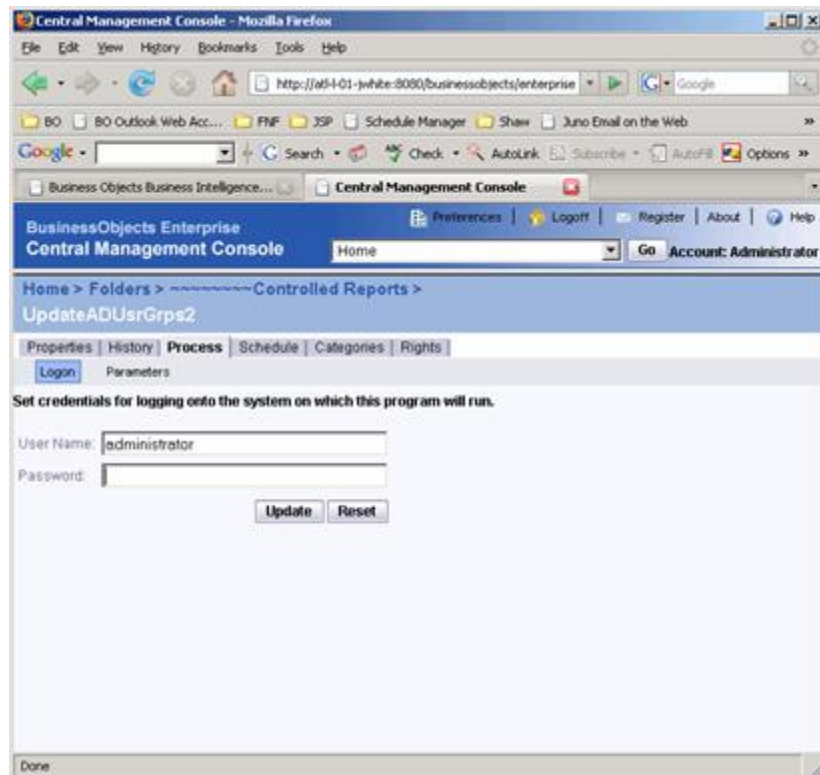 Central Management Console - Mozilla Firefox
File Edit View History Bookmarks Tools Help
http://atl-l-01-jwhite:8080/businessobjects/enterprise Google
BO BO Outlook Web Acc... FNF JSP Schedule Manager Shaw Juno Email on the Web »
Google Search Check AutoLink Subscribe AutoFill Options »
Business Objects Business Intelligence... Central Management Console
BusinessObjects Enterprise Preferences | Logoff | Register | About | Help
Central Management Console Home Go Account: Administrator
Home > Folders > ~~~~~~~~Controlled Reports >
UpdateADUsrGrps2
Properties | History | Process | Schedule | Categories | Rights |
Logon Parameters
Set credentials for logging onto the system on which this program will run.
User Name: administrator
Password:
Update Reset
Done